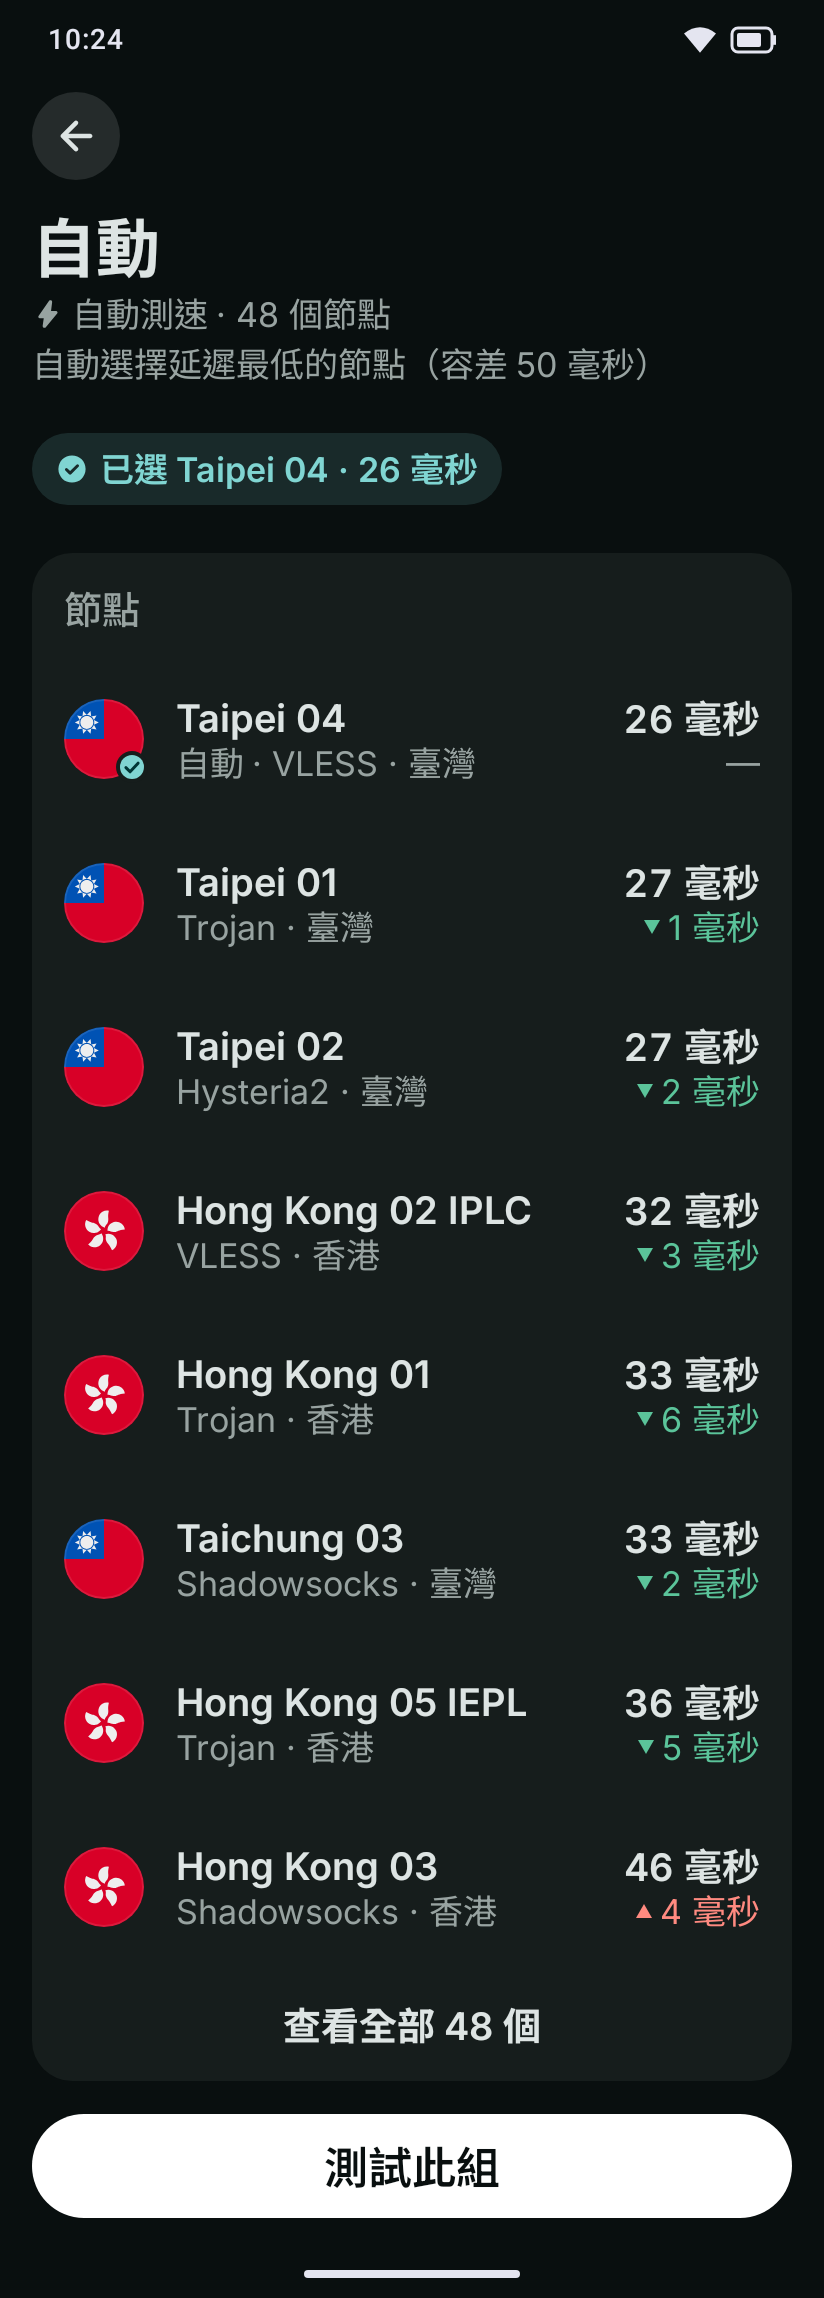 10:24
自動
自動測速 · 48 個節點
自動選擇延遲最低的節點（容差 50 毫秒）
已選 Taipei 04 · 26 毫秒
節點
Taipei 04 26 毫秒
自動 · VLESS · 臺灣 —
Taipei 01 27 毫秒
Trojan · 臺灣 ▼1 毫秒
Taipei 02 27 毫秒
Hysteria2 · 臺灣 ▼2 毫秒
Hong Kong 02 IPLC 32 毫秒
VLESS · 香港 ▼3 毫秒
Hong Kong 01 33 毫秒
Trojan · 香港 ▼6 毫秒
Taichung 03 33 毫秒
Shadowsocks · 臺灣 ▼2 毫秒
Hong Kong 05 IEPL 36 毫秒
Trojan · 香港 ▼5 毫秒
Hong Kong 03 46 毫秒
Shadowsocks · 香港 ▲4 毫秒
查看全部 48 個
測試此組